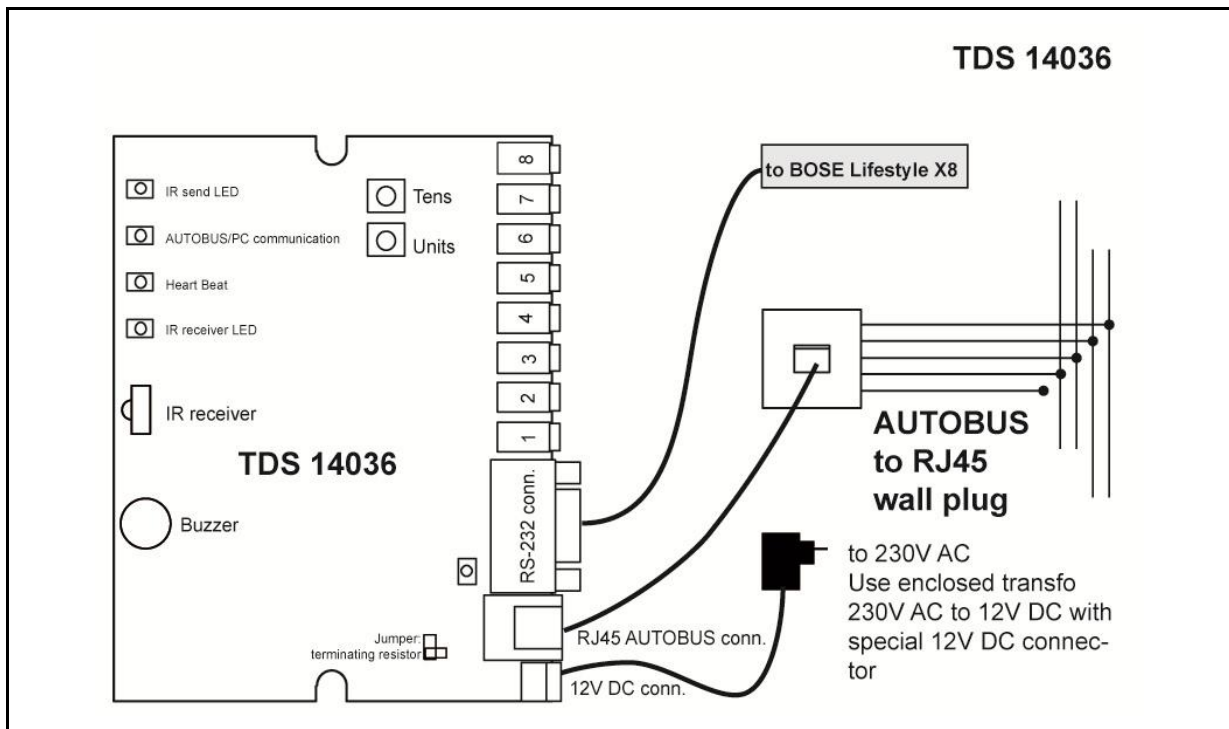 TDS 14036
8
7
6
5
4
3
2
1
IR send LED
AUTOBUS/PC communication
Heart Beat
IR receiver LED
Tens
Units
IR receiver
TDS 14036
Buzzer
RS-232 conn.
Jumper:
terminating resistor
RJ45 AUTOBUS conn.
12V DC conn.
to BOSE Lifestyle X8
AUTOBUS
to RJ45
wall plug
to 230V AC
Use enclosed transfo
230V AC to 12V DC with
special 12V DC connec-
tor